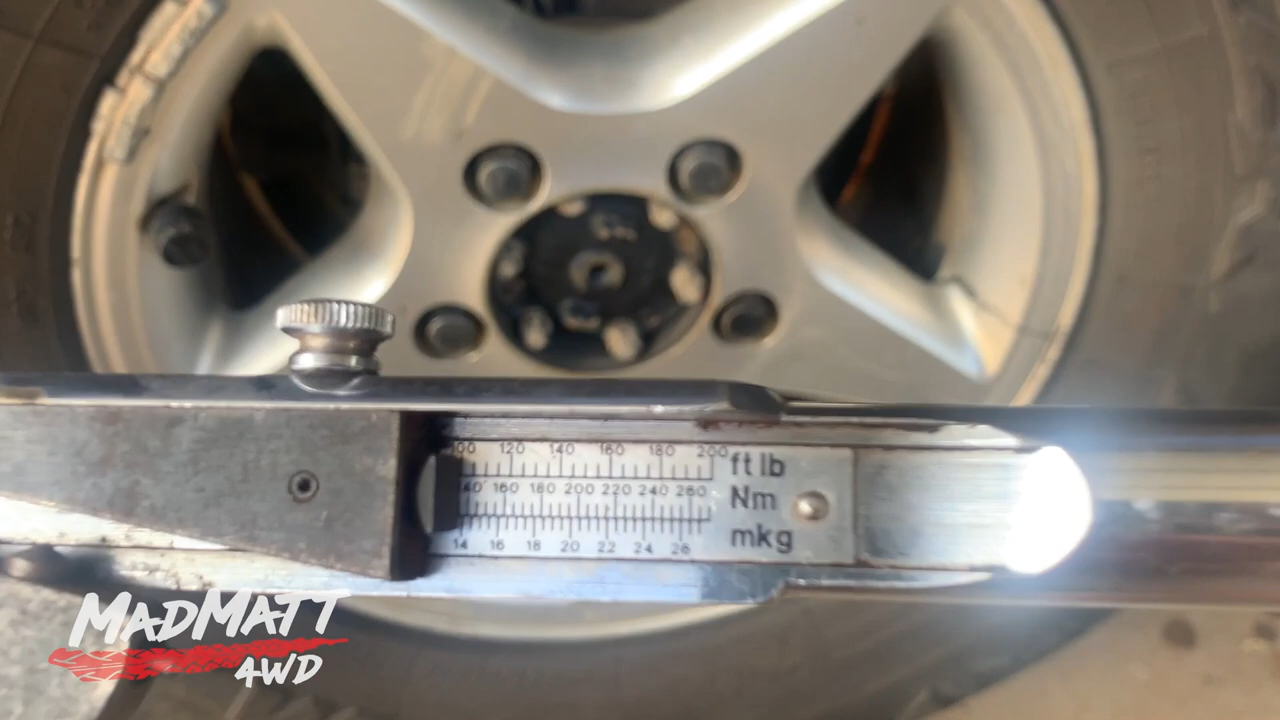 100 120 140 160 180 200 ft lb
40 160 180 200 220 240 260 Nm
14 16 18 20 22 24 26 mkg
MADMATT
4WD